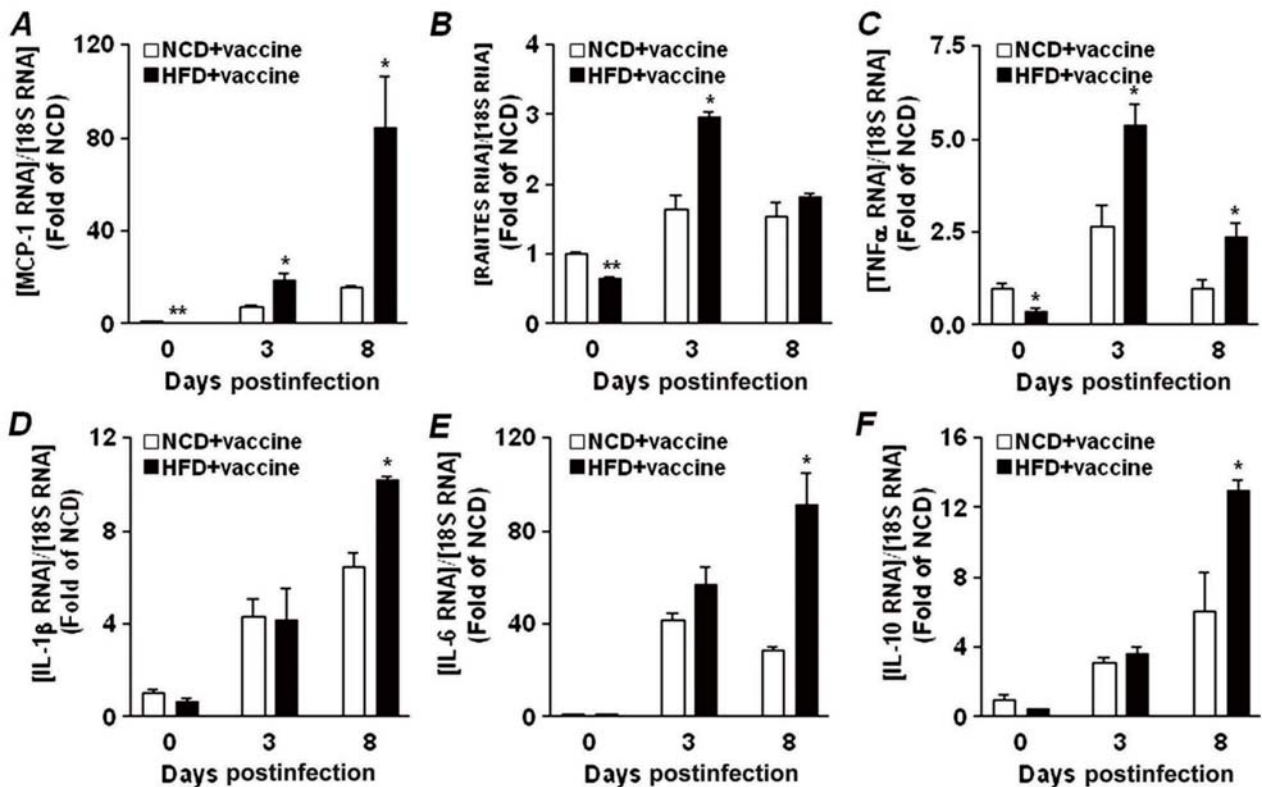 A
[MCP-1 RNA]/[18S RNA]
(Fold of NCD)
120
80
40
0
NCD+vaccine
HFD+vaccine
**
*
*
0 3 8
Days postinfection
B
[RANTES RNA]/[18S RNA]
(Fold of NCD)
4
3
2
1
0
NCD+vaccine
HFD+vaccine
**
*
0 3 8
Days postinfection
C
[TNFα RNA]/[18S RNA]
(Fold of NCD)
7.5
5.0
2.5
0.0
NCD+vaccine
HFD+vaccine
*
*
*
0 3 8
Days postinfection
D
[IL-1β RNA]/[18S RNA]
(Fold of NCD)
12
8
4
0
NCD+vaccine
HFD+vaccine
*
0 3 8
Days postinfection
E
[IL-6 RNA]/[18S RNA]
(Fold of NCD)
120
80
40
0
NCD+vaccine
HFD+vaccine
*
0 3 8
Days postinfection
F
[IL-10 RNA]/[18S RNA]
(Fold of NCD)
16
12
8
4
0
NCD+vaccine
HFD+vaccine
*
0 3 8
Days postinfection